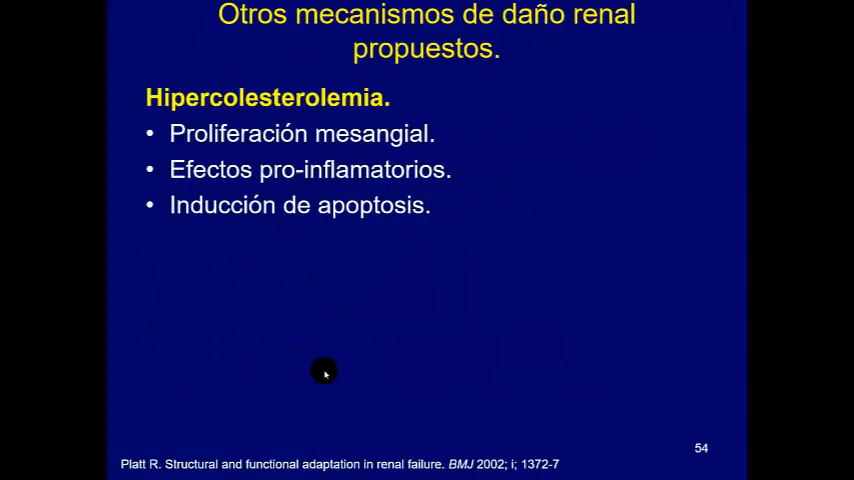 Otros mecanismos de daño renal
propuestos.
Hipercolesterolemia.
• Proliferación mesangial.
• Efectos pro-inflamatorios.
• Inducción de apoptosis.
54
Platt R. Structural and functional adaptation in renal failure. BMJ 2002; i; 1372-7